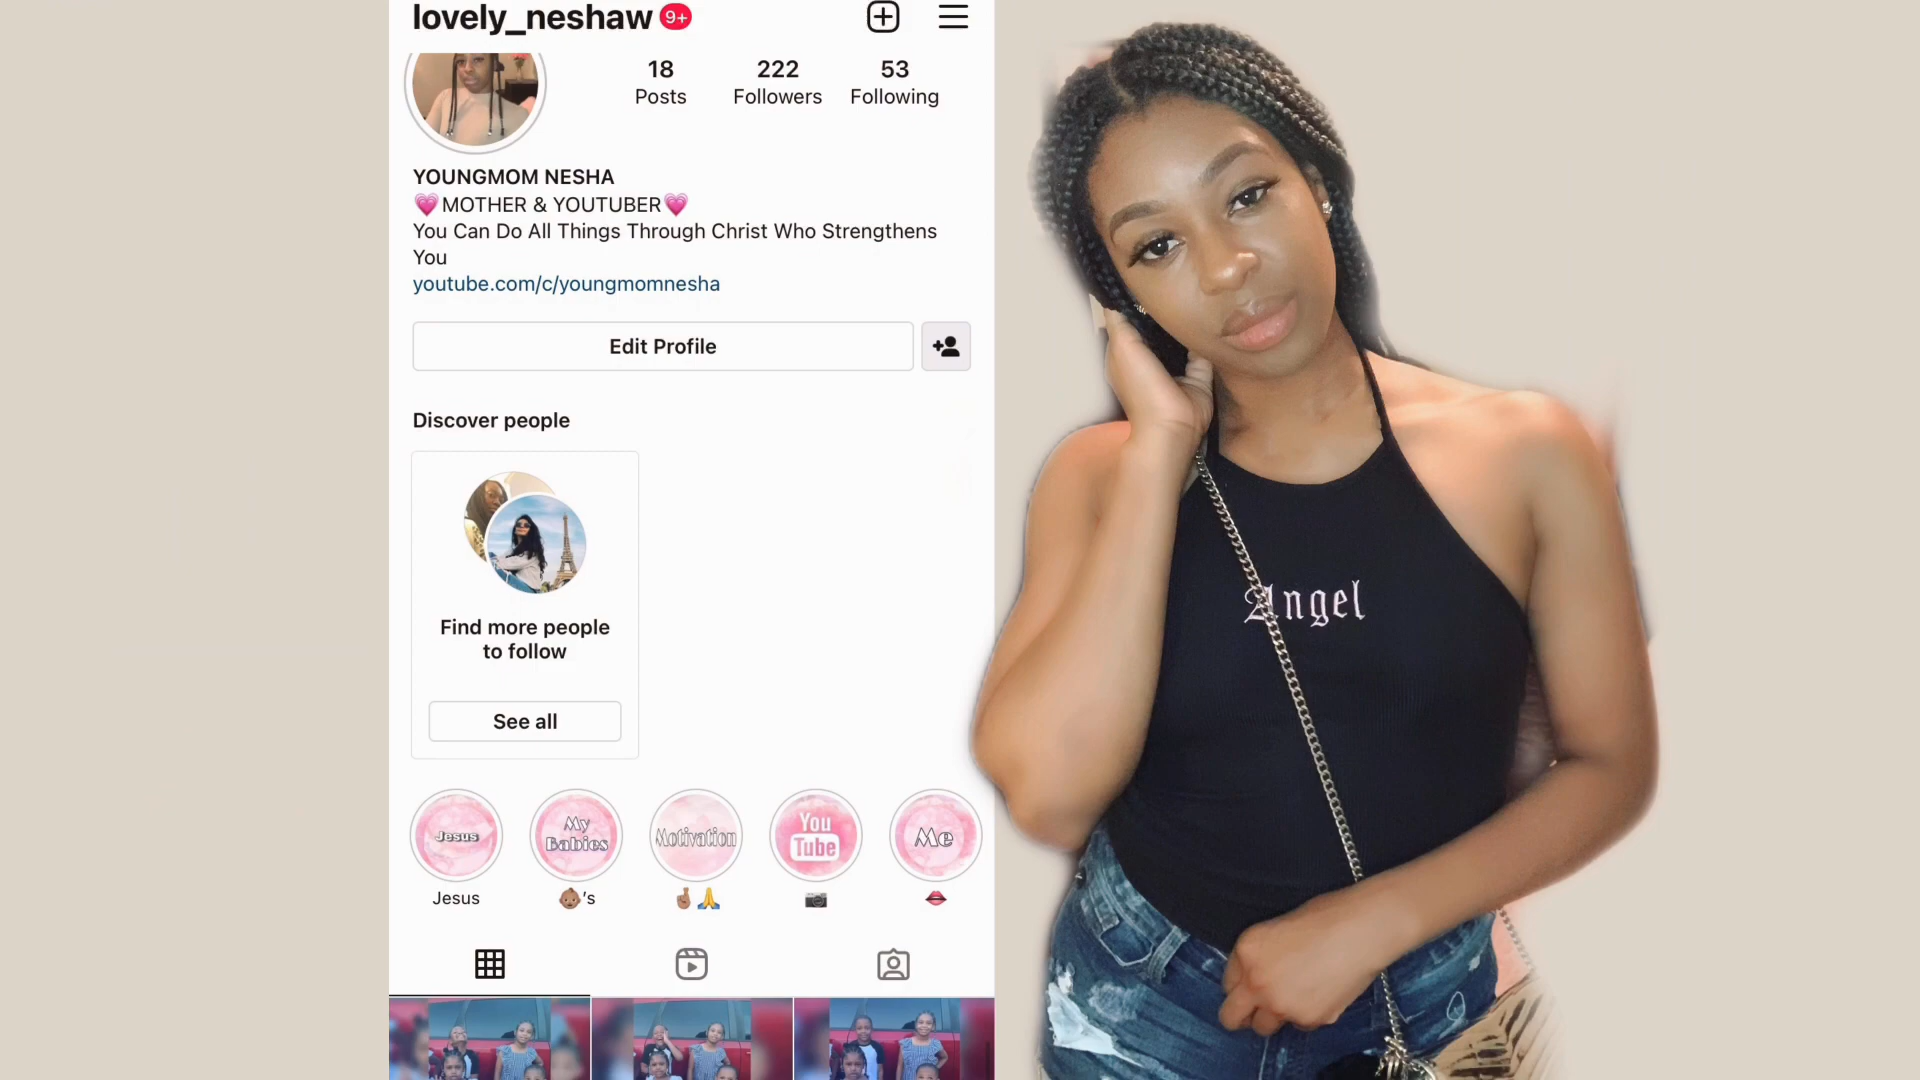 lovely_neshaw 9+
18 222 53
Posts Followers Following
YOUNGMOM NESHA
💗MOTHER & YOUTUBER💗
You Can Do All Things Through Christ Who Strengthens
You
youtube.com/c/youngmomnesha
Edit Profile
Discover people
Find more people
to follow
See all
Jesus
My
Babies
Motivation
You
Tube
Me
Jesus
👶🏽's
Angel